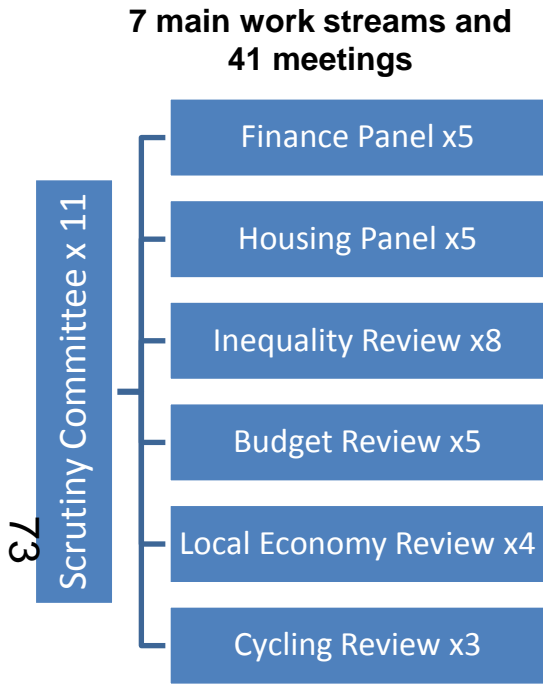 7 main work streams and
41 meetings
Scrutiny Committee x 11
Finance Panel x5
Housing Panel x5
Inequality Review x8
Budget Review x5
Local Economy Review x4
Cycling Review x3
73